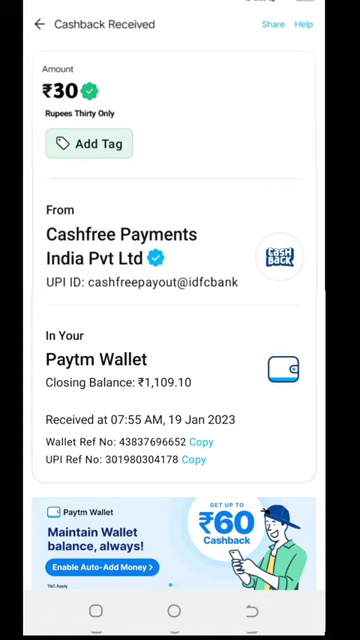 Cashback Received
Share Help
Amount
₹30
Rupees Thirty Only
Add Tag
From
Cashfree Payments
India Pvt Ltd
CASH BACK
UPI ID: cashfreepayout@idfcbank
In Your
Paytm Wallet
Closing Balance: ₹1,109.10
Received at 07:55 AM, 19 Jan 2023
Wallet Ref No: 43837696652 Copy
UPI Ref No: 301980304178 Copy
Paytm Wallet
Maintain Wallet
balance, always!
Enable Auto-Add Money >
T&C Apply
GET UP TO
₹60
Cashback